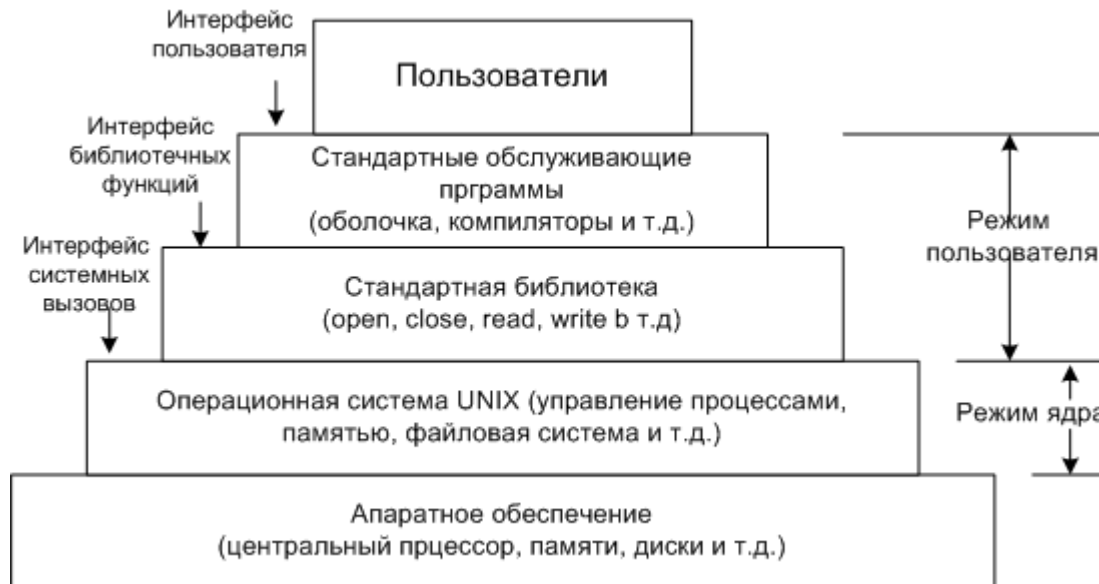 Интерфейс
пользователя
Пользователи
Интерфейс
библиотечных
функций
Стандартные обслуживающие
прграммы
(оболочка, компиляторы и т.д.)
Режим
пользователя
Интерфейс
системных
вызовов
Стандартная библиотека
(open, close, read, write b т.д)
Операционная система UNIX (управление процессами,
памятью, файловая система и т.д.)
Режим ядра
Апаратное обеспечение
(центральный прцессор, памяти, диски и т.д.)